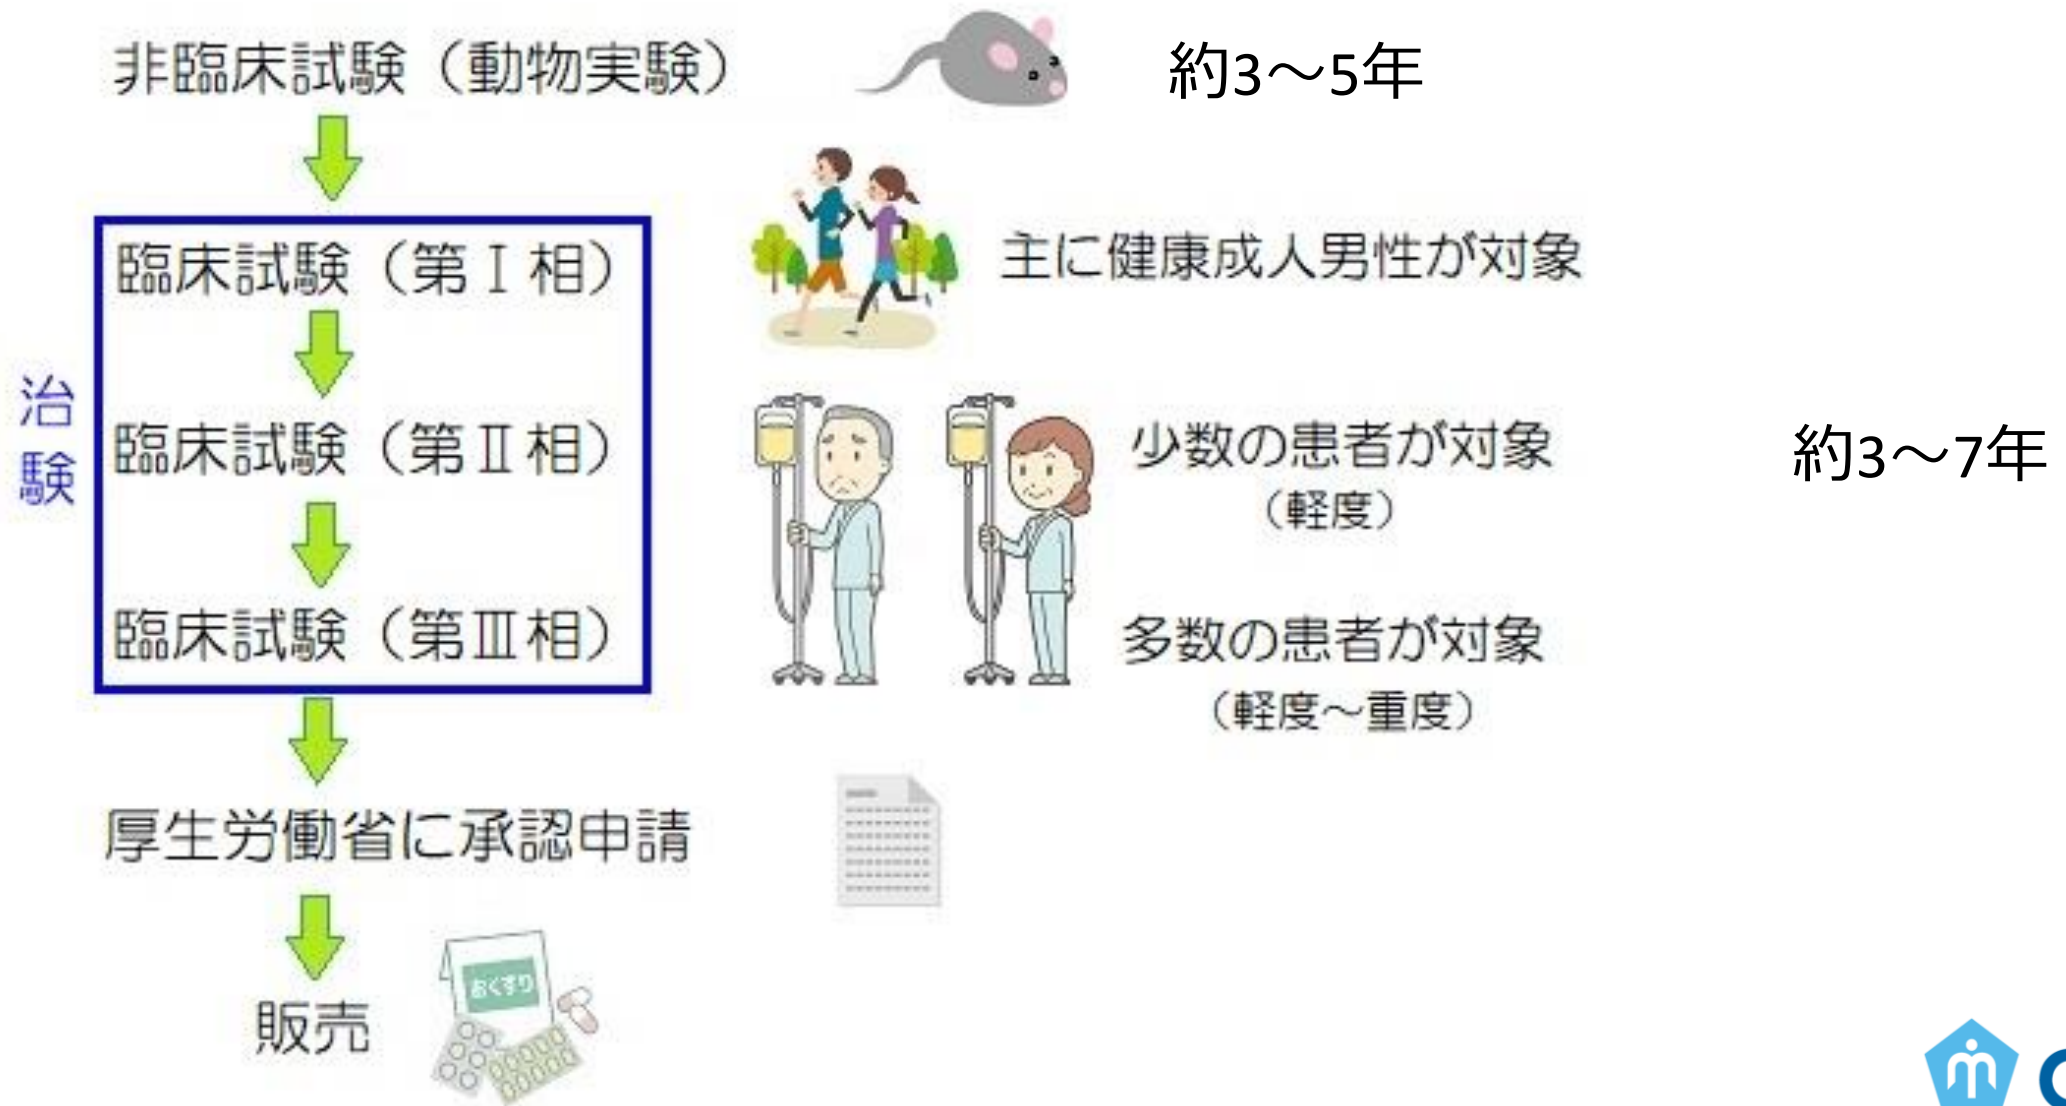 非臨床試験（動物実験）
約3～5年
治験
臨床試験（第Ⅰ相）
主に健康成人男性が対象
臨床試験（第Ⅱ相）
少数の患者が対象
（軽度）
約3～7年
臨床試験（第Ⅲ相）
多数の患者が対象
（軽度～重度）
厚生労働省に承認申請
販売
おくすり